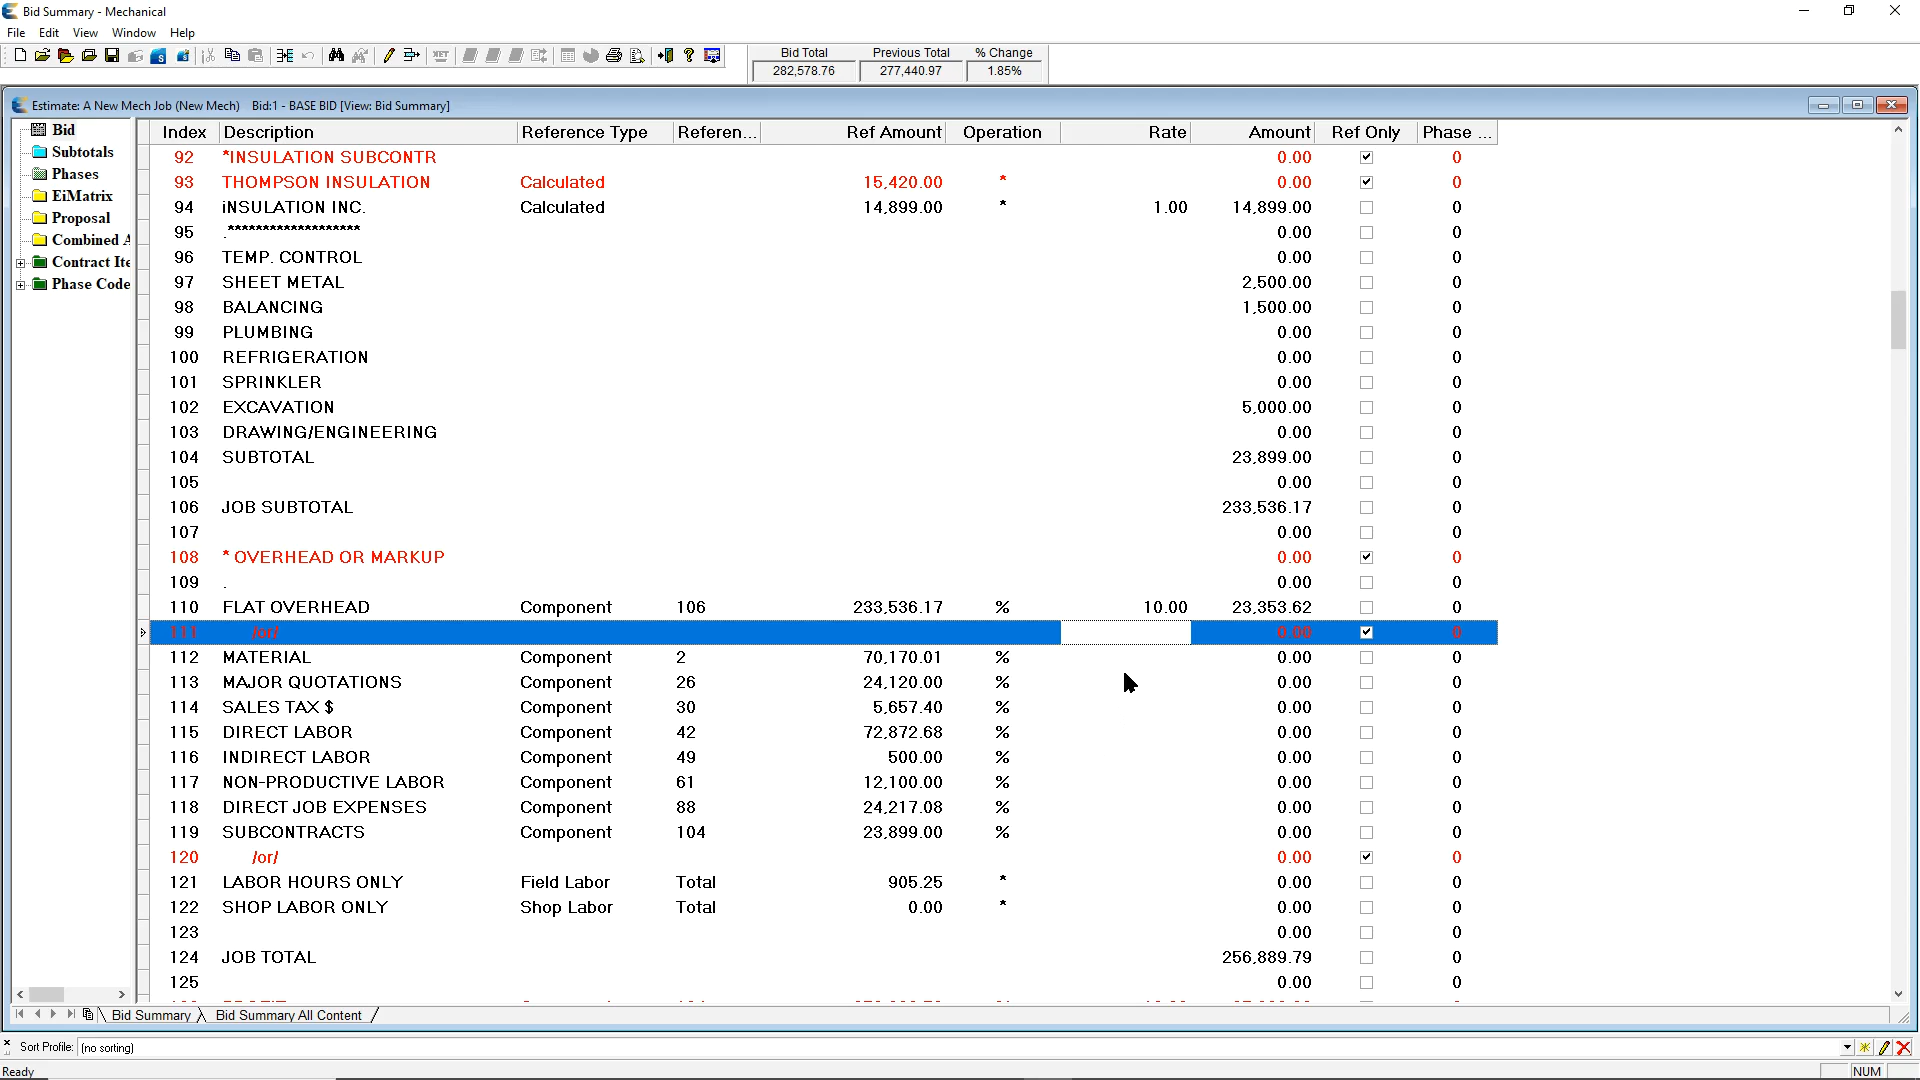 Bid Summary - Mechanical
File Edit View Window Help
Bid Total Previous Total % Change
282,578.76 277,440.97 1.85%
Estimate: A New Mech Job (New Mech) Bid:1 - BASE BID [View: Bid Summary]
Bid
Subtotals
Phases
EiMatrix
Proposal
Combined A
Contract Ite
Phase Code
Index Description Reference Type Referen... Ref Amount Operation Rate Amount Ref Only Phase ...
92 *INSULATION SUBCONTR 0.00 0
93 THOMPSON INSULATION Calculated 15,420.00 * 0.00 0
94 iNSULATION INC. Calculated 14,899.00 * 1.00 14,899.00 0
95 .******************* 0.00 0
96 TEMP. CONTROL 0.00 0
97 SHEET METAL 2,500.00 0
98 BALANCING 1,500.00 0
99 PLUMBING 0.00 0
100 REFRIGERATION 0.00 0
101 SPRINKLER 0.00 0
102 EXCAVATION 5,000.00 0
103 DRAWING/ENGINEERING 0.00 0
104 SUBTOTAL 23,899.00 0
105 0.00 0
106 JOB SUBTOTAL 233,536.17 0
107 0.00 0
108 * OVERHEAD OR MARKUP 0.00 0
109 . 0.00 0
110 FLAT OVERHEAD Component 106 233,536.17 % 10.00 23,353.62 0
111 /or/ 0.00 0
112 MATERIAL Component 2 70,170.01 % 0.00 0
113 MAJOR QUOTATIONS Component 26 24,120.00 % 0.00 0
114 SALES TAX $ Component 30 5,657.40 % 0.00 0
115 DIRECT LABOR Component 42 72,872.68 % 0.00 0
116 INDIRECT LABOR Component 49 500.00 % 0.00 0
117 NON-PRODUCTIVE LABOR Component 61 12,100.00 % 0.00 0
118 DIRECT JOB EXPENSES Component 88 24,217.08 % 0.00 0
119 SUBCONTRACTS Component 104 23,899.00 % 0.00 0
120 /or/ 0.00 0
121 LABOR HOURS ONLY Field Labor Total 905.25 * 0.00 0
122 SHOP LABOR ONLY Shop Labor Total 0.00 * 0.00 0
123 0.00 0
124 JOB TOTAL 256,889.79 0
125 0.00 0
Bid Summary Bid Summary All Content
Sort Profile: (no sorting)
Ready NUM